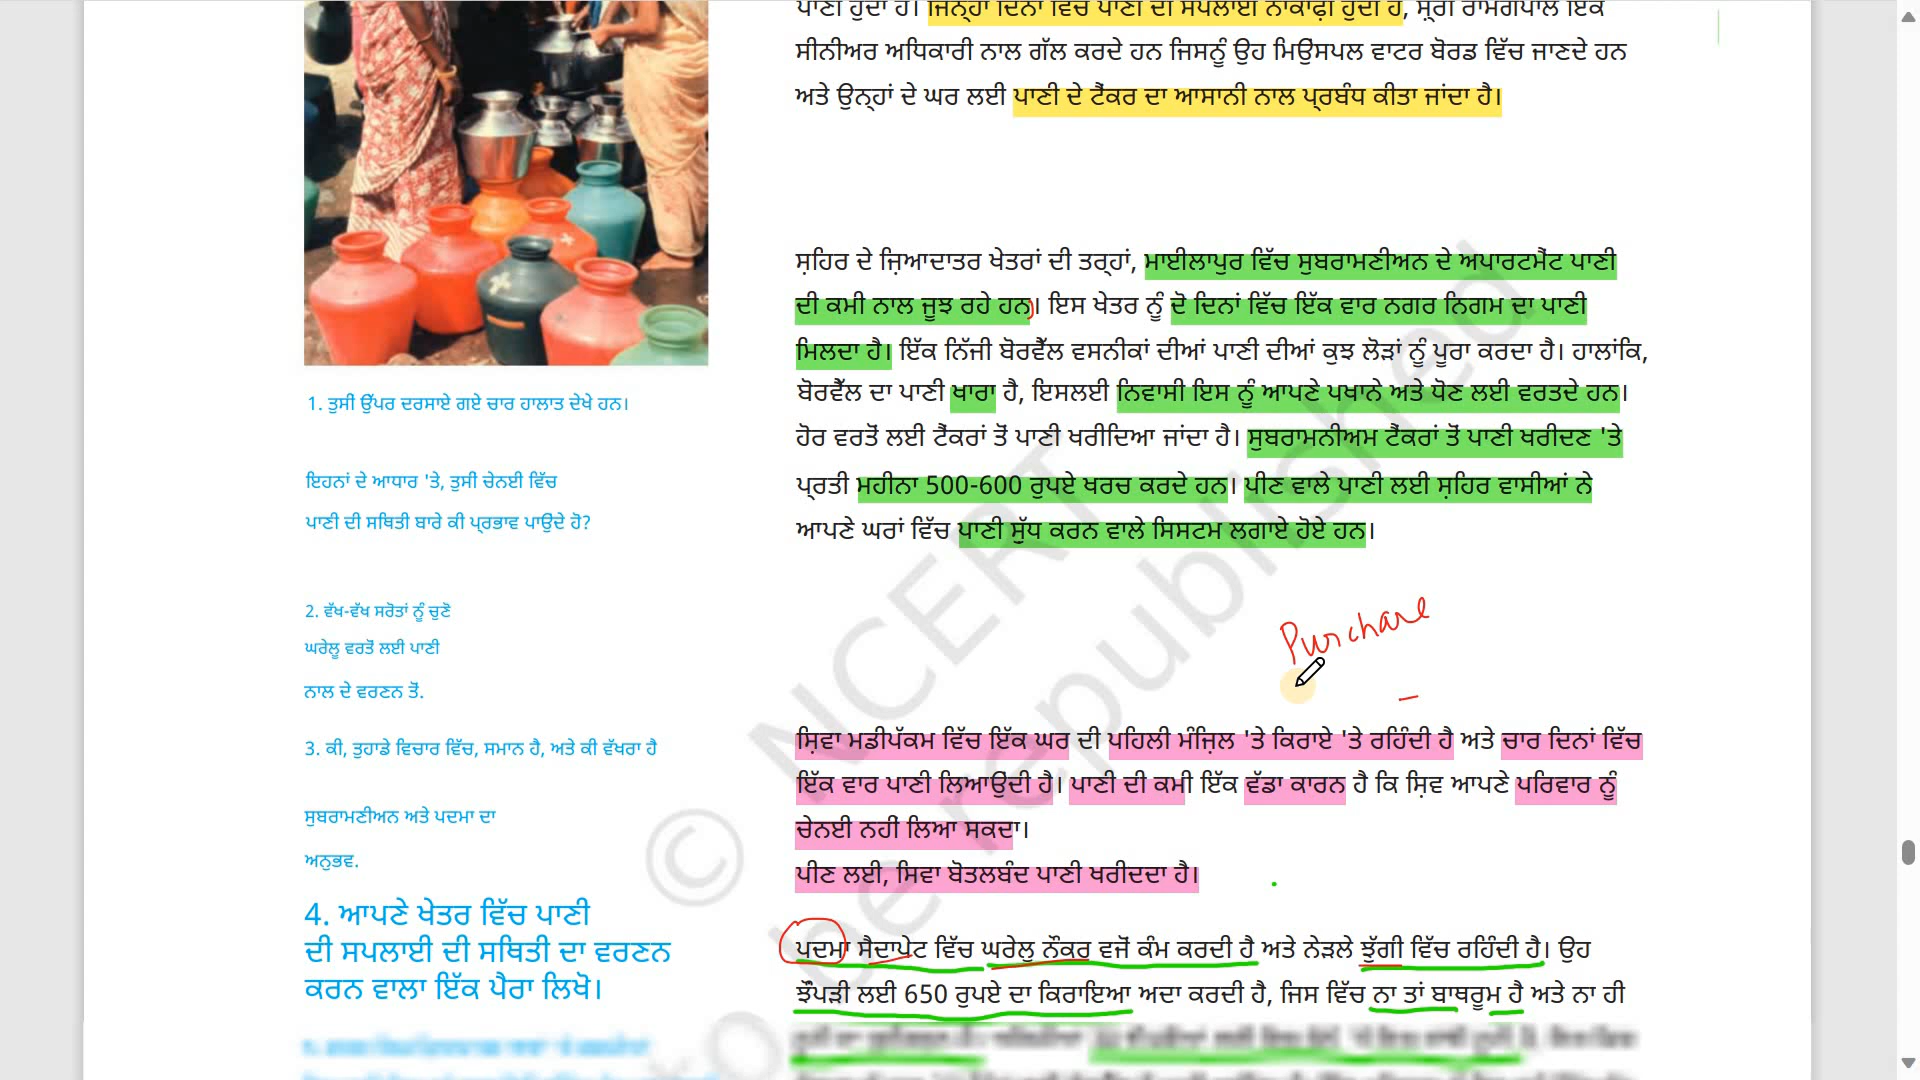 ਪਾਣੀ ਹੁੰਦਾ ਹੈ। ਜਿਨ੍ਹਾਂ ਦਿਨਾਂ ਵਿੱਚ ਪਾਣੀ ਦੀ ਸਪਲਾਈ ਨਾਕਾਫ਼ੀ ਹੁੰਦੀ ਹੈ, ਸ਼੍ਰੀ ਰਾਮਗੋਪਾਲ ਇੱਕ
ਸੀਨੀਅਰ ਅਧਿਕਾਰੀ ਨਾਲ ਗੱਲ ਕਰਦੇ ਹਨ ਜਿਸਨੂੰ ਉਹ ਮਿਉਂਸਪਲ ਵਾਟਰ ਬੋਰਡ ਵਿੱਚ ਜਾਣਦੇ ਹਨ
ਅਤੇ ਉਨ੍ਹਾਂ ਦੇ ਘਰ ਲਈ ਪਾਣੀ ਦੇ ਟੈਂਕਰ ਦਾ ਆਸਾਨੀ ਨਾਲ ਪ੍ਰਬੰਧ ਕੀਤਾ ਜਾਂਦਾ ਹੈ।
ਸ਼ਹਿਰ ਦੇ ਜ਼ਿਆਦਾਤਰ ਖੇਤਰਾਂ ਦੀ ਤਰ੍ਹਾਂ, ਮਾਈਲਾਪੁਰ ਵਿੱਚ ਸੁਬਰਾਮਣੀਅਨ ਦੇ ਅਪਾਰਟਮੈਂਟ ਪਾਣੀ
ਦੀ ਕਮੀ ਨਾਲ ਜੂਝ ਰਹੇ ਹਨ। ਇਸ ਖੇਤਰ ਨੂੰ ਦੋ ਦਿਨਾਂ ਵਿੱਚ ਇੱਕ ਵਾਰ ਨਗਰ ਨਿਗਮ ਦਾ ਪਾਣੀ
ਮਿਲਦਾ ਹੈ। ਇੱਕ ਨਿੱਜੀ ਬੋਰਵੈੱਲ ਵਸਨੀਕਾਂ ਦੀਆਂ ਪਾਣੀ ਦੀਆਂ ਕੁਝ ਲੋੜਾਂ ਨੂੰ ਪੂਰਾ ਕਰਦਾ ਹੈ। ਹਾਲਾਂਕਿ,
ਬੋਰਵੈੱਲ ਦਾ ਪਾਣੀ ਖਾਰਾ ਹੈ, ਇਸਲਈ ਨਿਵਾਸੀ ਇਸ ਨੂੰ ਆਪਣੇ ਪਖਾਨੇ ਅਤੇ ਧੋਣ ਲਈ ਵਰਤਦੇ ਹਨ।
ਹੋਰ ਵਰਤੋਂ ਲਈ ਟੈਂਕਰਾਂ ਤੋਂ ਪਾਣੀ ਖਰੀਦਿਆ ਜਾਂਦਾ ਹੈ। ਸੁਬਰਾਮਨੀਅਮ ਟੈਂਕਰਾਂ ਤੋਂ ਪਾਣੀ ਖਰੀਦਣ 'ਤੇ
ਪ੍ਰਤੀ ਮਹੀਨਾ 500-600 ਰੁਪਏ ਖਰਚ ਕਰਦੇ ਹਨ। ਪੀਣ ਵਾਲੇ ਪਾਣੀ ਲਈ ਸ਼ਹਿਰ ਵਾਸੀਆਂ ਨੇ
ਆਪਣੇ ਘਰਾਂ ਵਿੱਚ ਪਾਣੀ ਸ਼ੁੱਧ ਕਰਨ ਵਾਲੇ ਸਿਸਟਮ ਲਗਾਏ ਹੋਏ ਹਨ।
Purchase
ਸ਼ਿਵਾ ਮਡੀਪੱਕਮ ਵਿੱਚ ਇੱਕ ਘਰ ਦੀ ਪਹਿਲੀ ਮੰਜ਼ਿਲ 'ਤੇ ਕਿਰਾਏ 'ਤੇ ਰਹਿੰਦੀ ਹੈ ਅਤੇ ਚਾਰ ਦਿਨਾਂ ਵਿੱਚ
ਇੱਕ ਵਾਰ ਪਾਣੀ ਲਿਆਉਂਦੀ ਹੈ। ਪਾਣੀ ਦੀ ਕਮੀ ਇੱਕ ਵੱਡਾ ਕਾਰਨ ਹੈ ਕਿ ਸ਼ਿਵ ਆਪਣੇ ਪਰਿਵਾਰ ਨੂੰ
ਚੇਨਈ ਨਹੀਂ ਲਿਆ ਸਕਦਾ।
ਪੀਣ ਲਈ, ਸਿਵਾ ਬੋਤਲਬੰਦ ਪਾਣੀ ਖਰੀਦਦਾ ਹੈ।
ਪਦਮਾ ਸੈਦਾਪੇਟ ਵਿੱਚ ਘਰੇਲੂ ਨੌਕਰ ਵਜੋਂ ਕੰਮ ਕਰਦੀ ਹੈ ਅਤੇ ਨੇੜਲੇ ਝੁੱਗੀ ਵਿੱਚ ਰਹਿੰਦੀ ਹੈ। ਉਹ
ਝੌਂਪੜੀ ਲਈ 650 ਰੁਪਏ ਦਾ ਕਿਰਾਇਆ ਅਦਾ ਕਰਦੀ ਹੈ, ਜਿਸ ਵਿੱਚ ਨਾ ਤਾਂ ਬਾਥਰੂਮ ਹੈ ਅਤੇ ਨਾ ਹੀ
1. ਤੁਸੀਂ ਉੱਪਰ ਦਰਸਾਏ ਗਏ ਚਾਰ ਹਾਲਾਤ ਦੇਖੇ ਹਨ।
ਇਹਨਾਂ ਦੇ ਆਧਾਰ 'ਤੇ, ਤੁਸੀਂ ਚੇਨਈ ਵਿੱਚ
ਪਾਣੀ ਦੀ ਸਥਿਤੀ ਬਾਰੇ ਕੀ ਪ੍ਰਭਾਵ ਪਾਉਂਦੇ ਹੋ?
2. ਵੱਖ-ਵੱਖ ਸਰੋਤਾਂ ਨੂੰ ਚੁਣੋ
ਘਰੇਲੂ ਵਰਤੋਂ ਲਈ ਪਾਣੀ
ਨਾਲ ਦੇ ਵਰਣਨ ਤੋਂ.
3. ਕੀ, ਤੁਹਾਡੇ ਵਿਚਾਰ ਵਿੱਚ, ਸਮਾਨ ਹੈ, ਅਤੇ ਕੀ ਵੱਖਰਾ ਹੈ
ਸੁਬਰਾਮਣੀਅਨ ਅਤੇ ਪਦਮਾ ਦਾ
ਅਨੁਭਵ.
4. ਆਪਣੇ ਖੇਤਰ ਵਿੱਚ ਪਾਣੀ
ਦੀ ਸਪਲਾਈ ਦੀ ਸਥਿਤੀ ਦਾ ਵਰਣਨ
ਕਰਨ ਵਾਲਾ ਇੱਕ ਪੈਰਾ ਲਿਖੋ।
© NCERT
to be republished